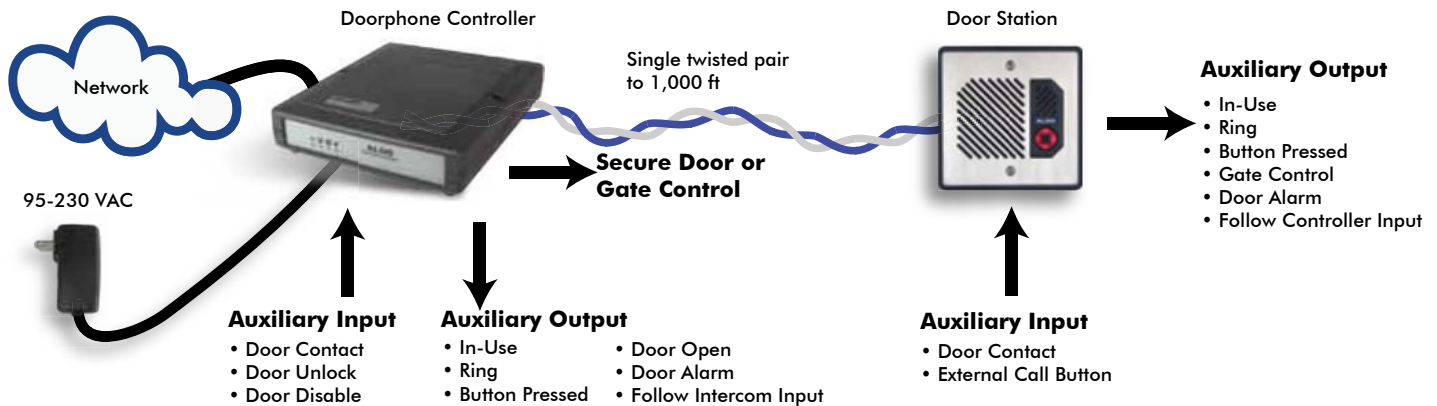 Doorphone Controller
Door Station
Network
Single twisted pair
to 1,000 ft
Secure Door or
Gate Control
95-230 VAC
ALGO
Auxiliary Input
• Door Contact
• Door Unlock
• Door Disable
Auxiliary Output
• In-Use
• Ring
• Button Pressed
• Door Open
• Door Alarm
• Follow Intercom Input
Auxiliary Input
• Door Contact
• External Call Button
Auxiliary Output
• In-Use
• Ring
• Button Pressed
• Gate Control
• Door Alarm
• Follow Controller Input